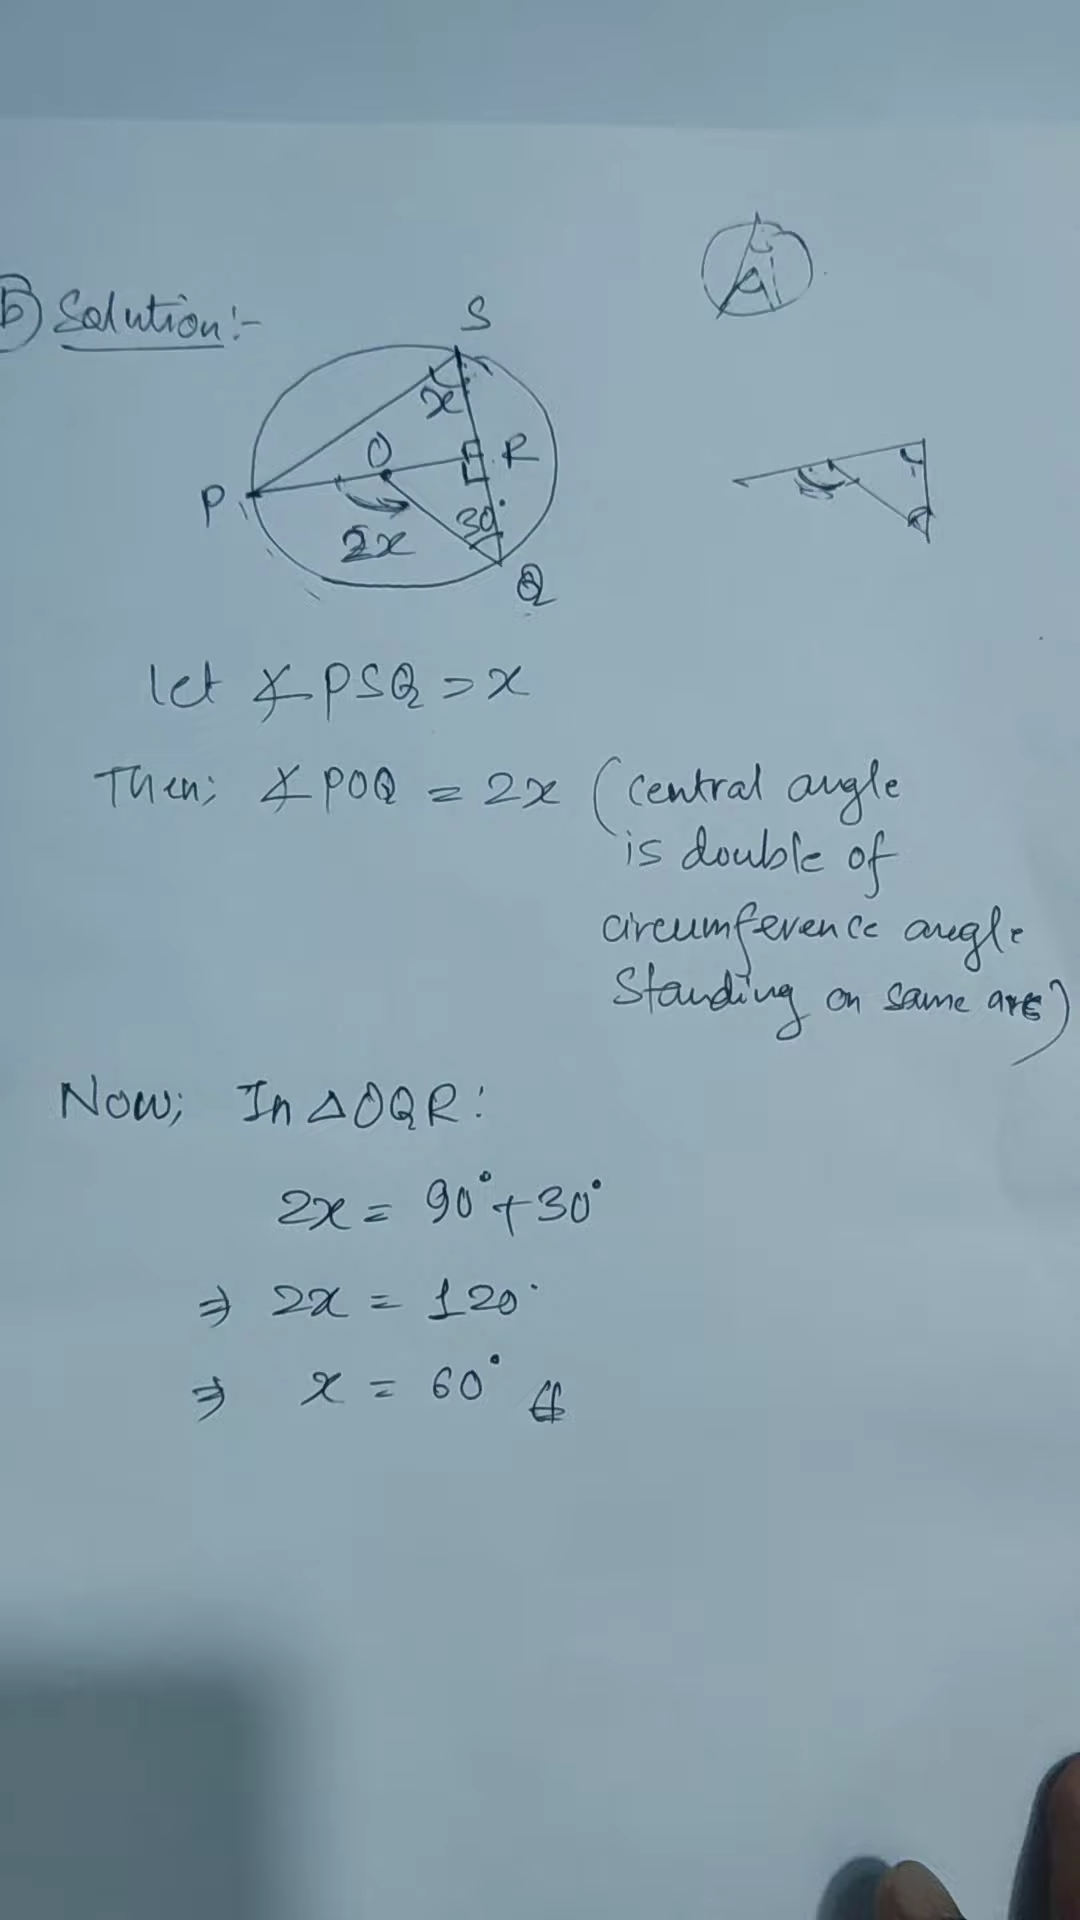 b) Solution:-
S
x
O
R
P
30°
2x
Q
let ∡PSQ = x
Then; ∡POQ = 2x (central angle
is double of
circumference angle
standing on same arc)
Now; In △OQR:
2x = 90° + 30°
⇒ 2x = 120°
⇒ x = 60°